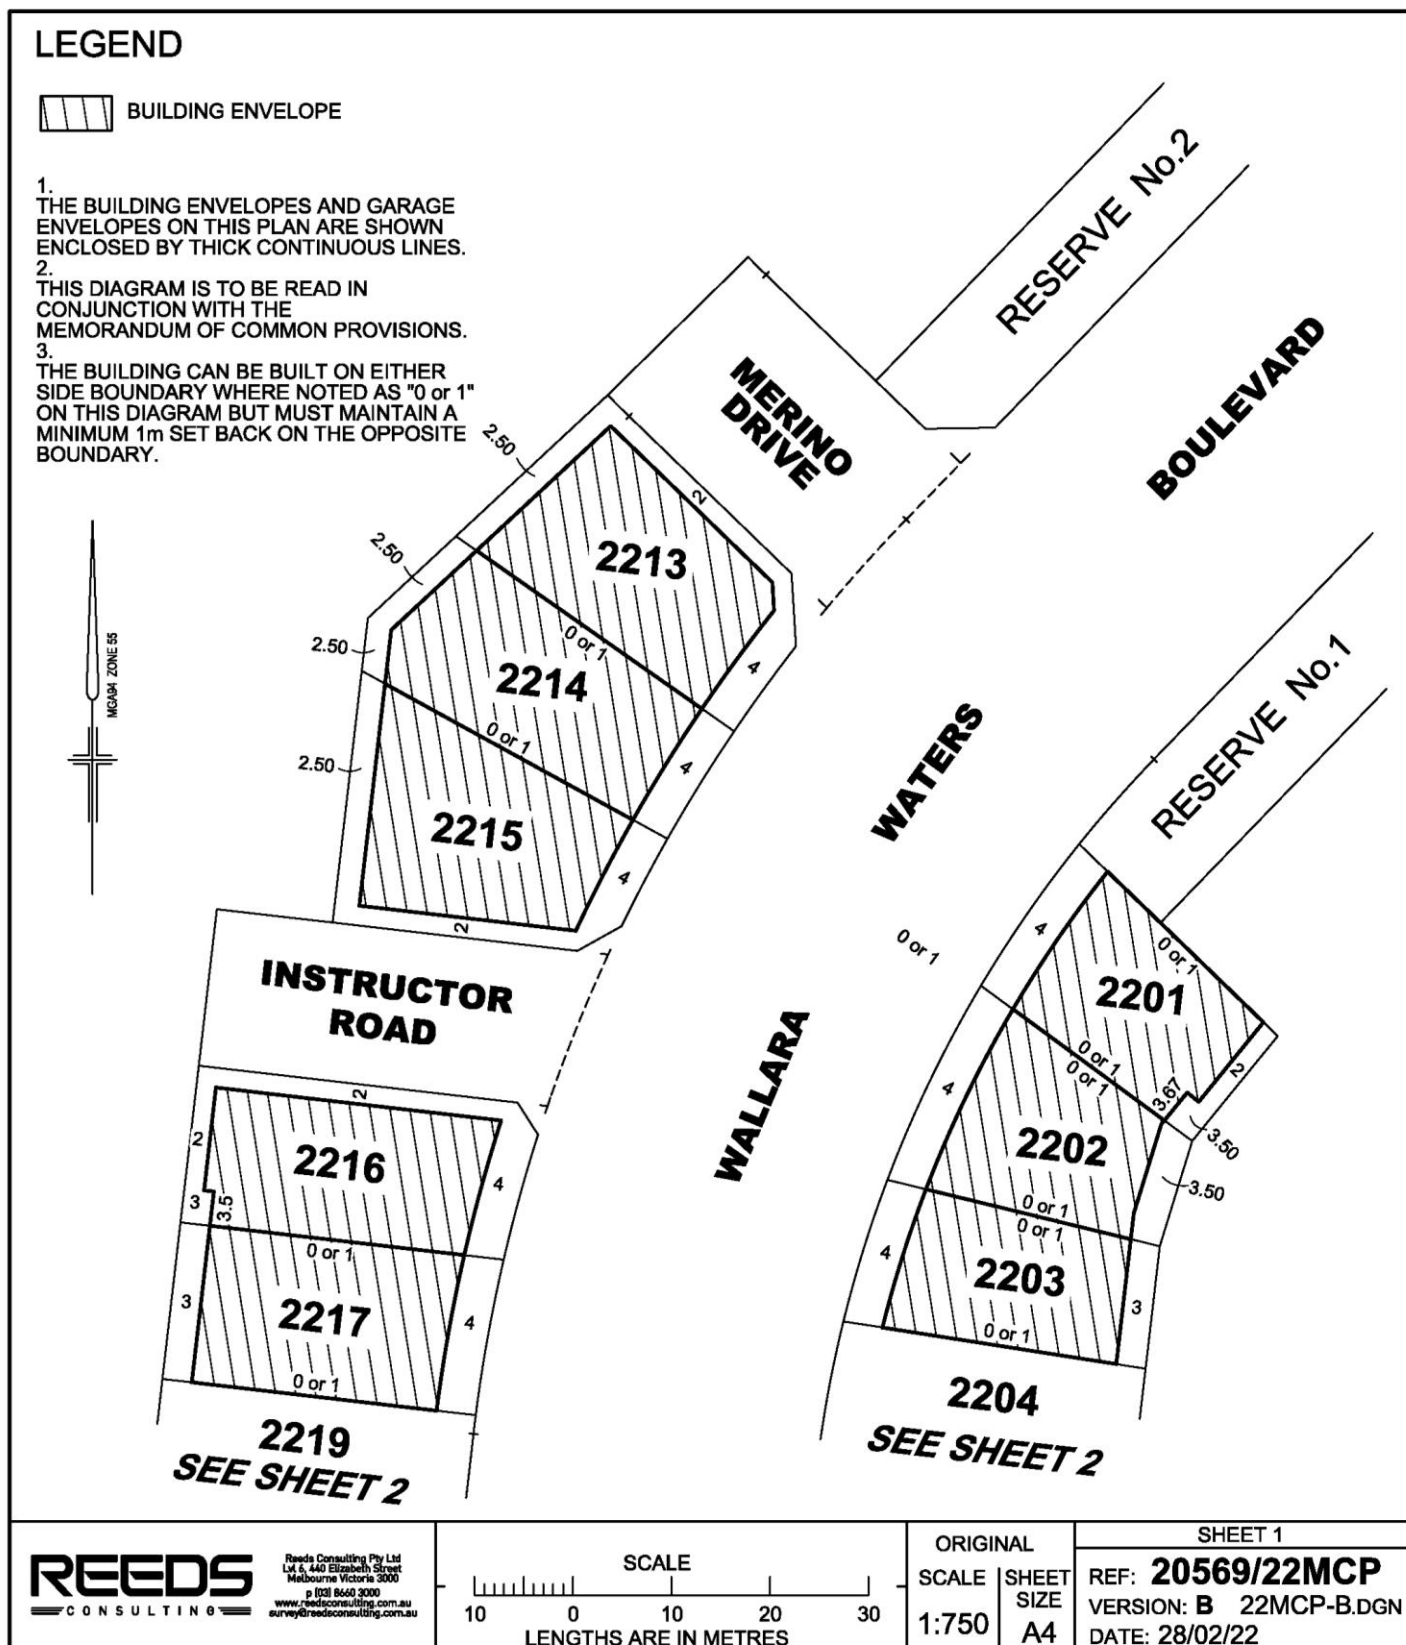 LEGEND
BUILDING ENVELOPE
1.
THE BUILDING ENVELOPES AND GARAGE
ENVELOPES ON THIS PLAN ARE SHOWN
ENCLOSED BY THICK CONTINUOUS LINES.
2.
THIS DIAGRAM IS TO BE READ IN
CONJUNCTION WITH THE
MEMORANDUM OF COMMON PROVISIONS.
3.
THE BUILDING CAN BE BUILT ON EITHER
SIDE BOUNDARY WHERE NOTED AS "0 or 1"
ON THIS DIAGRAM BUT MUST MAINTAIN A
MINIMUM 1m SET BACK ON THE OPPOSITE
BOUNDARY.
MGA94 ZONE 55
RESERVE No.2
MERINO
DRIVE
BOULEVARD
2.50
2
2213
2.50
4
0 or 1
2.50
2214
4
0 or 1
2.50
2215
4
2
WATERS
RESERVE No.1
0 or 1
WALLARA
INSTRUCTOR
ROAD
2
2
2216
4
3
3.5
0 or 1
3
2217
4
0 or 1
2219
SEE SHEET 2
4
0 or 1
2201
0 or 1
2
3.67
3.50
0 or 1
4
2202
3.50
0 or 1
0 or 1
4
2203
3
0 or 1
2204
SEE SHEET 2
REEDS
CONSULTING
Reeds Consulting Pty Ltd
Lvl 6, 440 Elizabeth Street
Melbourne Victoria 3000
p (03) 8660 3000
www.reedsconsulting.com.au
survey@reedsconsulting.com.au
SCALE
10 0 10 20 30
LENGTHS ARE IN METRES
ORIGINAL
SCALE
1:750
SHEET
SIZE
A4
SHEET 1
REF: 20569/22MCP
VERSION: B 22MCP-B.DGN
DATE: 28/02/22